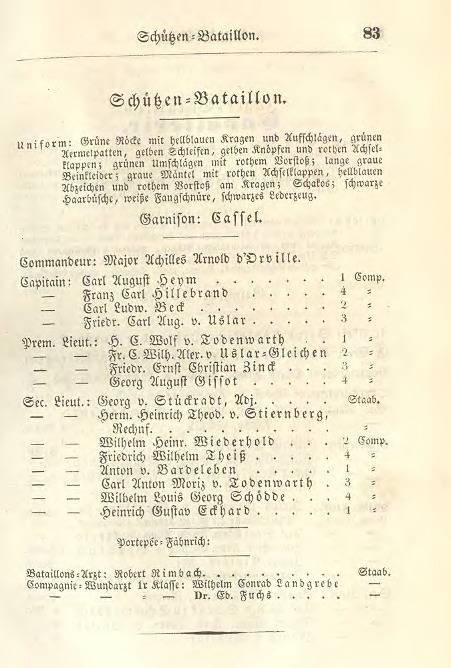 Schützen=Bataillon. 83
Schützen=Bataillon.
Uniform: Grüne Röcke mit hellblauen Kragen und Aufschlägen, grünen
Aermelpatten, gelben Schleifen, gelben Knöpfen und rothen Achsel=
klappen; grünen Umschlägen mit rothem Vorstoß; lange graue
Beinkleider; graue Mäntel mit rothen Achselklappen, hellblauen
Abzeichen und rothem Vorstoß am Kragen; Schakos; schwarze
Haarbüsche, weiße Fangschnüre, schwarzes Lederzeug.
Garnison: Cassel.
Commandeur: Major Achilles Arnold d'Orville.
Capitain: Carl August Heym . . . . . . . 1 Comp.
— Franz Carl Hillebrand . . . . . 4 =
— Carl Ludw. Beck . . . . . . . 2 =
— Friedr. Carl Aug. v. Uslar . . . . 3 =
Prem. Lieut.: H. C. Wolf v. Todenwarth . . . 1 =
— — Fr. C. Wilh. Aler. v Uslar=Gleichen 2 =
— — Friedr. Ernst Christian Zinck . . . 3 =
— — Georg August Gissot . . . . . 4 =
Sec. Lieut.: Georg v. Stückradt, Adj. . . . . Staab.
— — Herm. Heinrich Theod. v. Stiernberg,
Rechnf. . . . . . . . . . =
— — Wilhelm Heinr. Wiederhold . . . 2 Comp.
— — Friedrich Wilhelm Theiß . . . . 4 =
— — Anton v. Bardeleben . . . . . 1 =
— — Carl Anton Moriz v. Todenwarth . 3 =
— — Wilhelm Louis Georg Schödde . . . 4 =
— — Heinrich Gustav Eckhard . . . . 1 =
Portepée=Fähnrich:
Bataillons=Arzt: Robert Rimbach. . . . . . . . . . Staab.
Compagnie=Wundarzt 1r Klasse: Wilhelm Conrad Landgrebe —
— — = — Dr. Ed. Fuchs . . . . . —